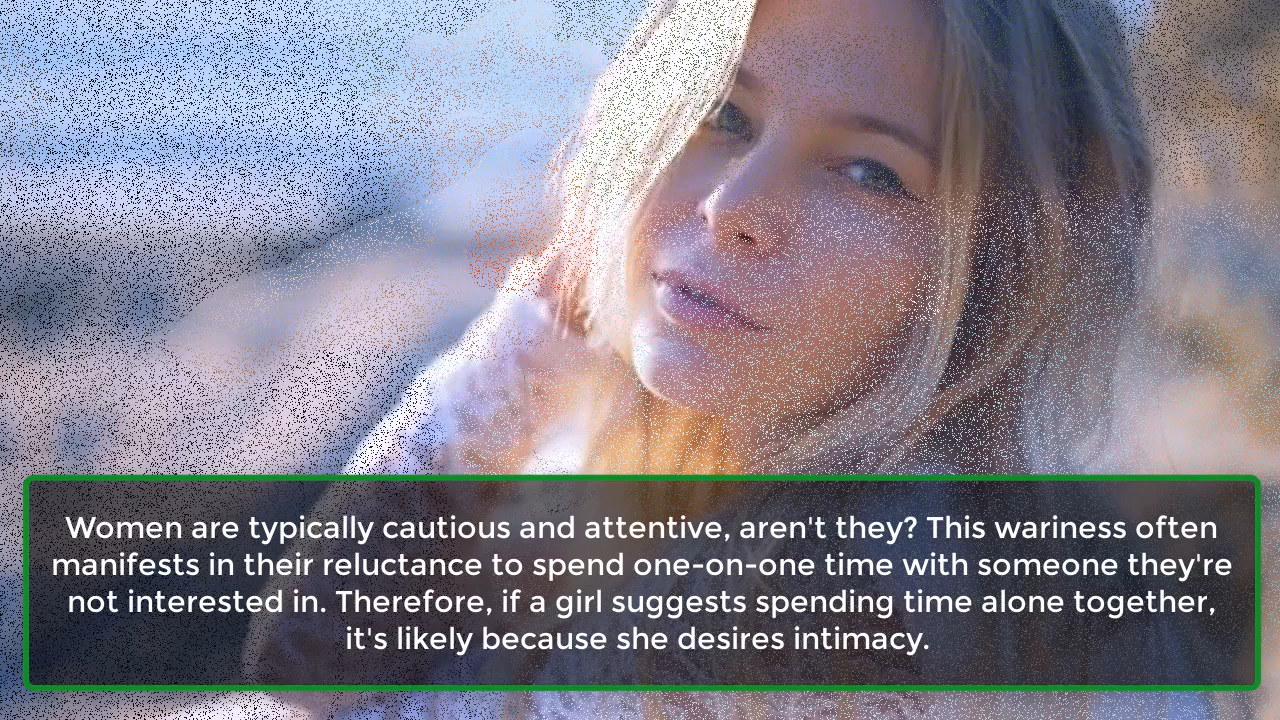 Women are typically cautious and attentive, aren't they? This wariness often
manifests in their reluctance to spend one-on-one time with someone they're
not interested in. Therefore, if a girl suggests spending time alone together,
it's likely because she desires intimacy.